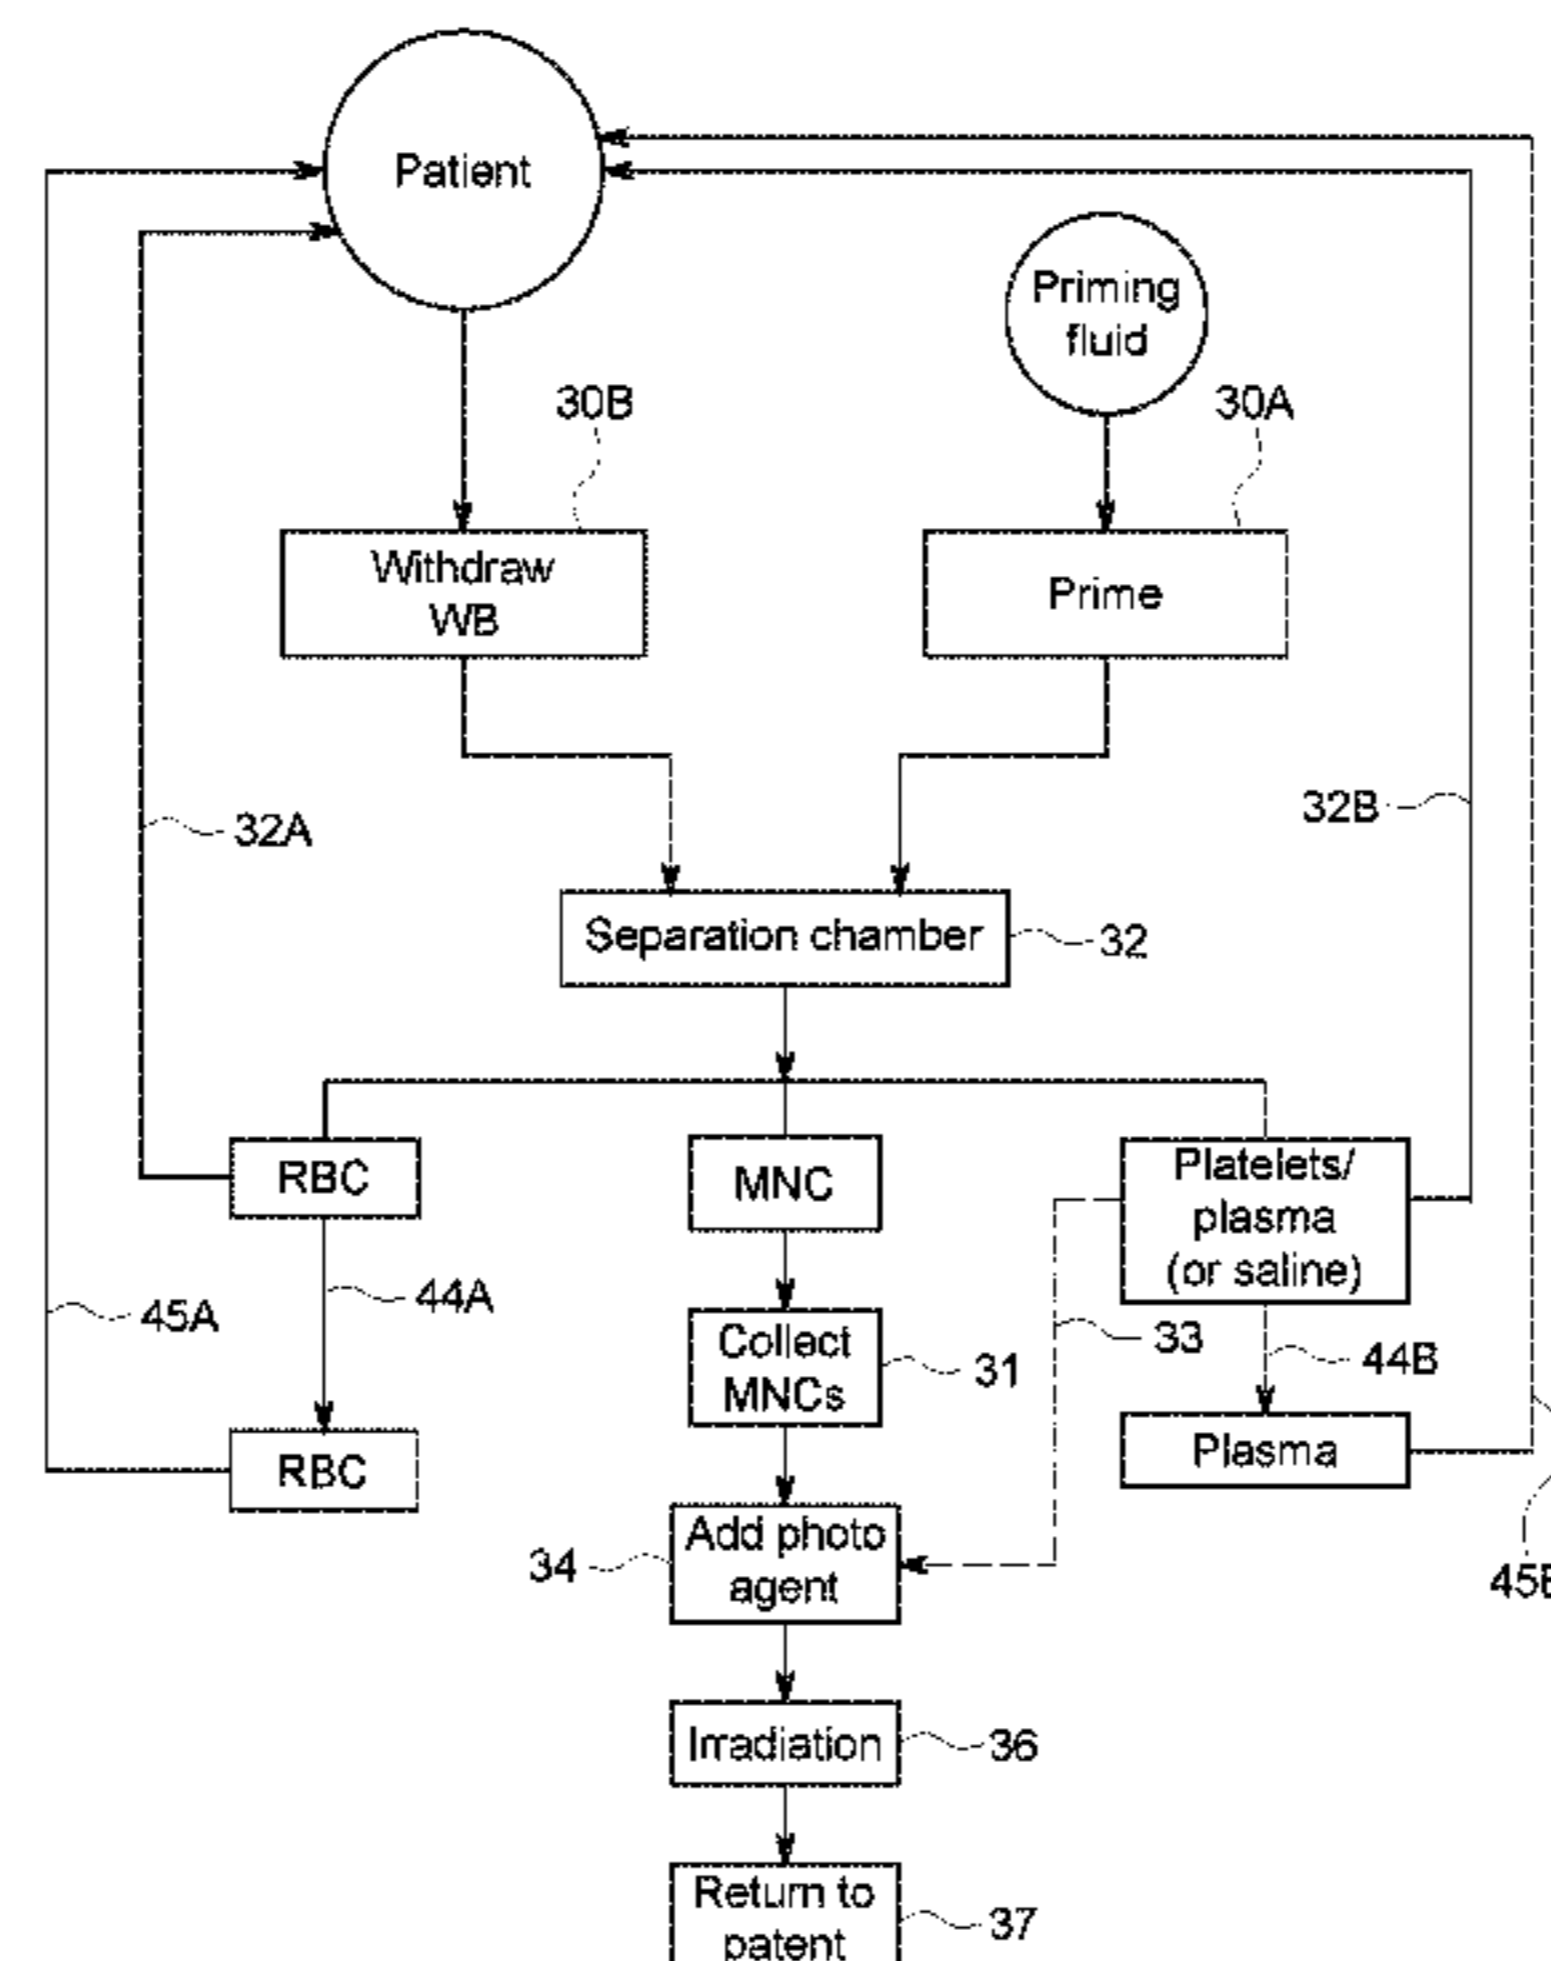 Patient
Priming
fluid
30B
30A
Withdraw
WB
Prime
32A
32B
Separation chamber
32
RBC
MNC
Platelets/
plasma
(or saline)
45A
44A
Collect
MNCs
31
33
44B
RBC
Plasma
34
Add photo
agent
45B
Irradiation
36
Return to
patent
37